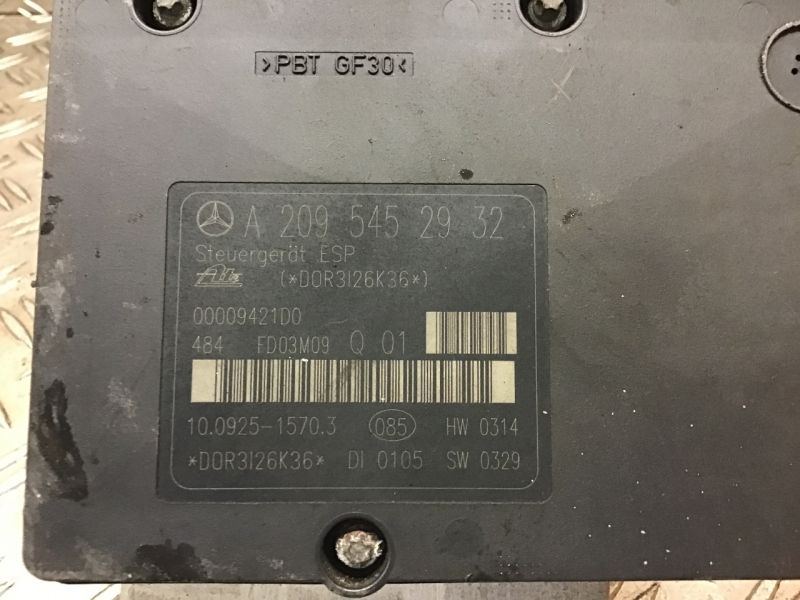 >PBT GF30<
A 209 545 29 32
Steuergerät ESP
Ate (*DOR3I26K36*)
00009421D0
484 FD03M09 Q 01
10.0925-1570.3 085 HW 0314
*DOR3I26K36* DI 0105 SW 0329